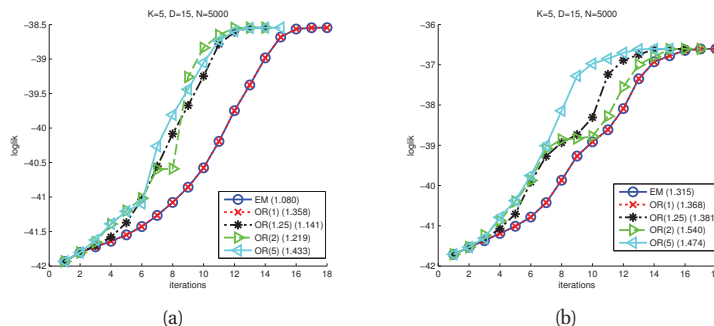 K=5, D=15, N=5000
-38.5
-39
-39.5
-40
-40.5
-41
-41.5
-42
loglik
0 2 4 6 8 10 12 14 16 18
iterations
EM (1.080)
OR(1) (1.358)
OR(1.25) (1.141)
OR(2) (1.219)
OR(5) (1.433)
(a)
K=5, D=15, N=5000
-36
-37
-38
-39
-40
-41
-42
loglik
0 2 4 6 8 10 12 14 16 18
iterations
EM (1.315)
OR(1) (1.368)
OR(1.25) (1.381)
OR(2) (1.540)
OR(5) (1.474)
(b)